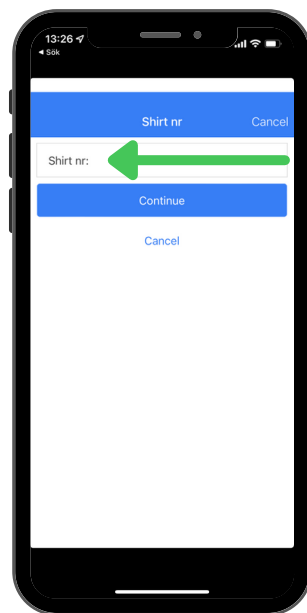 13:26
◀ Sök
Shirt nr Cancel
Shirt nr:
Continue
Cancel